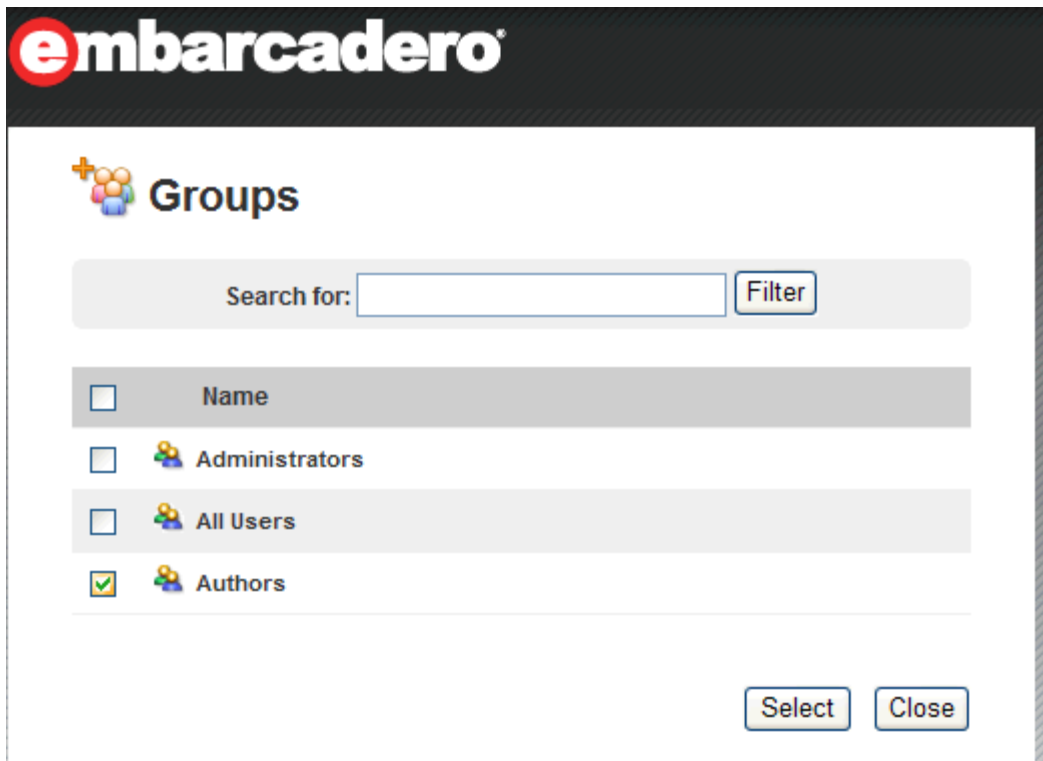 embarcadero®
Groups
Search for: Filter
Name
Administrators
All Users
Authors
Select Close